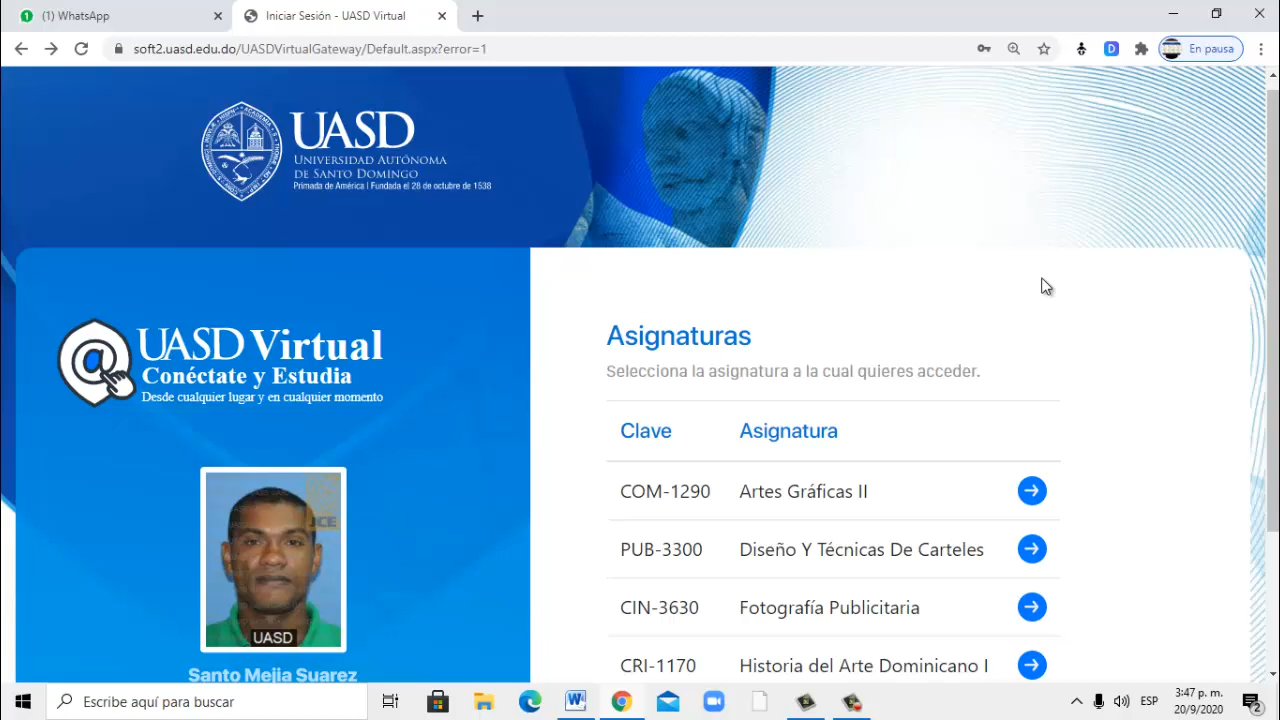 (1) WhatsApp
Iniciar Sesión - UASD Virtual
soft2.uasd.edu.do/UASDVirtualGateway/Default.aspx?error=1
En pausa
UASD
UNIVERSIDAD AUTÓNOMA
DE SANTO DOMINGO
Primada de América | Fundada el 28 de octubre de 1538
UASD Virtual
Conéctate y Estudia
Desde cualquier lugar y en cualquier momento
JCE
UASD
Santo Mejia Suarez
Asignaturas
Selecciona la asignatura a la cual quieres acceder.
Clave Asignatura
COM-1290 Artes Gráficas II
PUB-3300 Diseño Y Técnicas De Carteles
CIN-3630 Fotografía Publicitaria
CRI-1170 Historia del Arte Dominicano I
Escribe aquí para buscar
ESP
3:47 p. m.
20/9/2020
2